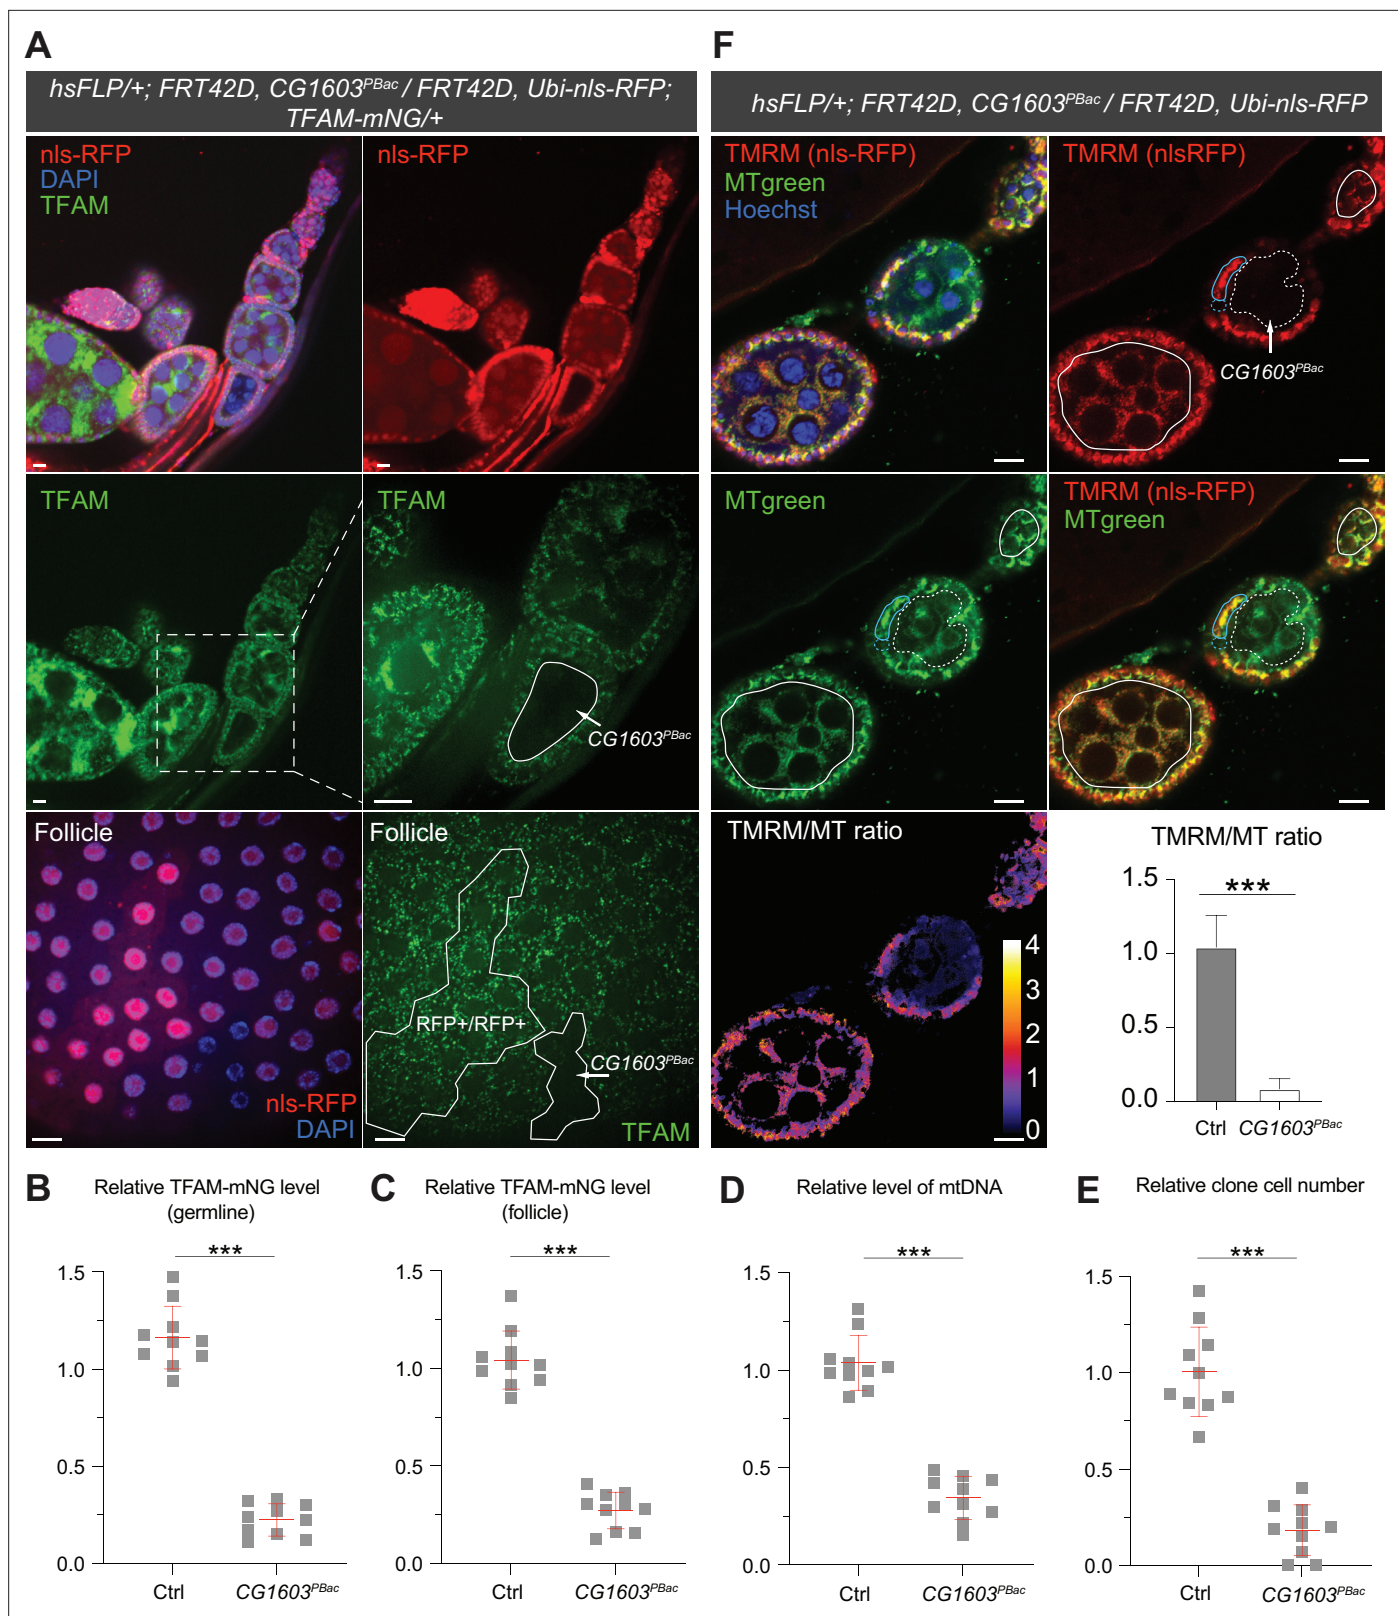 A
hsFLP/+; FRT42D, CG1603PBac / FRT42D, Ubi-nls-RFP;
TFAM-mNG/+
nls-RFP
DAPI
TFAM
nls-RFP
TFAM
TFAM
CG1603PBac
Follicle
nls-RFP
DAPI
Follicle
RFP+/RFP+
CG1603PBac
TFAM
F
hsFLP/+; FRT42D, CG1603PBac / FRT42D, Ubi-nls-RFP
TMRM (nls-RFP)
MTgreen
Hoechst
TMRM (nlsRFP)
CG1603PBac
MTgreen
TMRM (nls-RFP)
MTgreen
TMRM/MT ratio
4
3
2
1
0
TMRM/MT ratio
***
1.5
1.0
0.5
0.0
Ctrl
CG1603PBac
B
Relative TFAM-mNG level
(germline)
***
1.5
1.0
0.5
0.0
Ctrl
CG1603PBac
C
Relative TFAM-mNG level
(follicle)
***
1.5
1.0
0.5
0.0
Ctrl
CG1603PBac
D
Relative level of mtDNA
***
1.5
1.0
0.5
0.0
Ctrl
CG1603PBac
E
Relative clone cell number
***
1.5
1.0
0.5
0.0
Ctrl
CG1603PBac